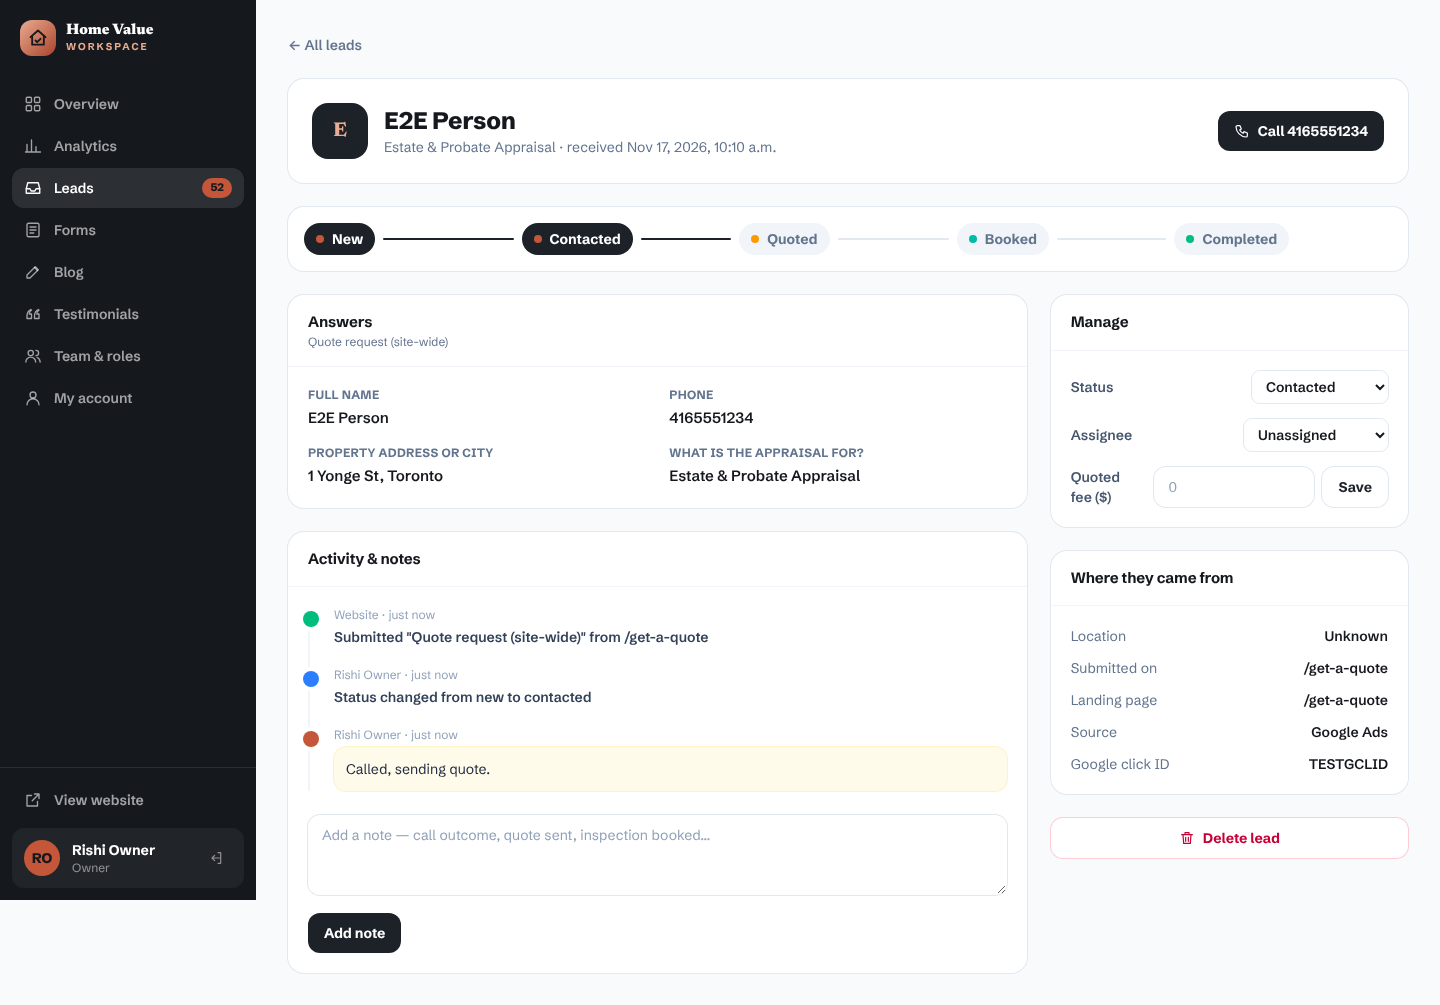 Home Value
WORKSPACE
Overview
Analytics
Leads
52
Forms
Blog
Testimonials
Team & roles
My account
View website
RO
Rishi Owner
Owner
← All leads
E
E2E Person
Estate & Probate Appraisal · received Nov 17, 2026, 10:10 a.m.
Call 4165551234
New
Contacted
Quoted
Booked
Completed
Answers
Quote request (site-wide)
FULL NAME
E2E Person
PHONE
4165551234
PROPERTY ADDRESS OR CITY
1 Yonge St, Toronto
WHAT IS THE APPRAISAL FOR?
Estate & Probate Appraisal
Activity & notes
Website · just now
Submitted "Quote request (site-wide)" from /get-a-quote
Rishi Owner · just now
Status changed from new to contacted
Rishi Owner · just now
Called, sending quote.
Add a note — call outcome, quote sent, inspection booked…
Add note
Manage
Status
Contacted
Assignee
Unassigned
Quoted
fee ($)
0
Save
Where they came from
Location
Unknown
Submitted on
/get-a-quote
Landing page
/get-a-quote
Source
Google Ads
Google click ID
TESTGCLID
Delete lead